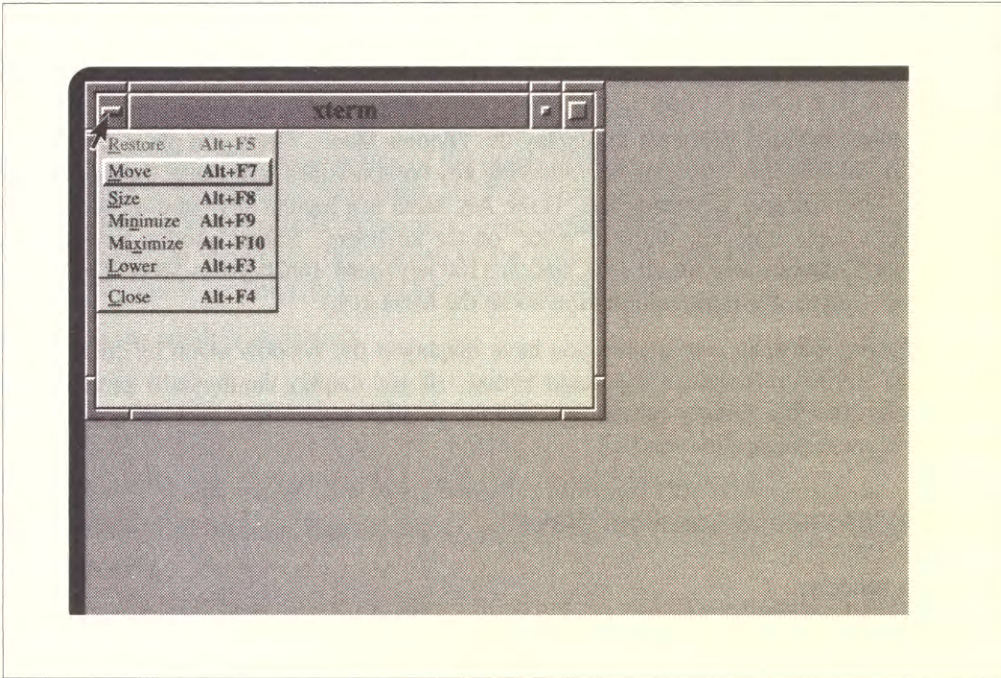 xterm
Restore Alt+F5
Move Alt+F7
Size Alt+F8
Minimize Alt+F9
Maximize Alt+F10
Lower Alt+F3
Close Alt+F4